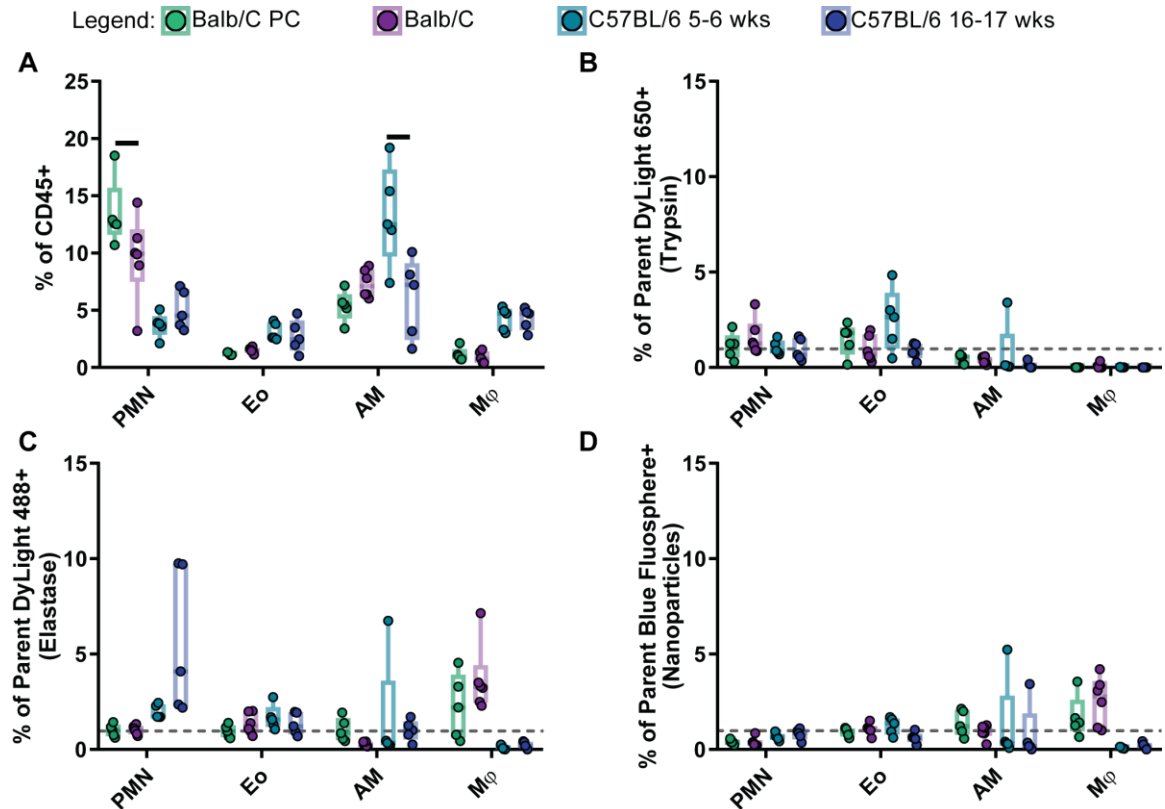 Legend: Balb/C PC Balb/C C57BL/6 5-6 wks C57BL/6 16-17 wks
A
% of CD45+
25
20
15
10
5
0
PMN Eo AM Mφ
B
% of Parent DyLight 650+
(Trypsin)
15
10
5
0
PMN Eo AM Mφ
C
% of Parent DyLight 488+
(Elastase)
15
10
5
0
PMN Eo AM Mφ
D
% of Parent Blue Fluosphere+
(Nanoparticles)
15
10
5
0
PMN Eo AM Mφ